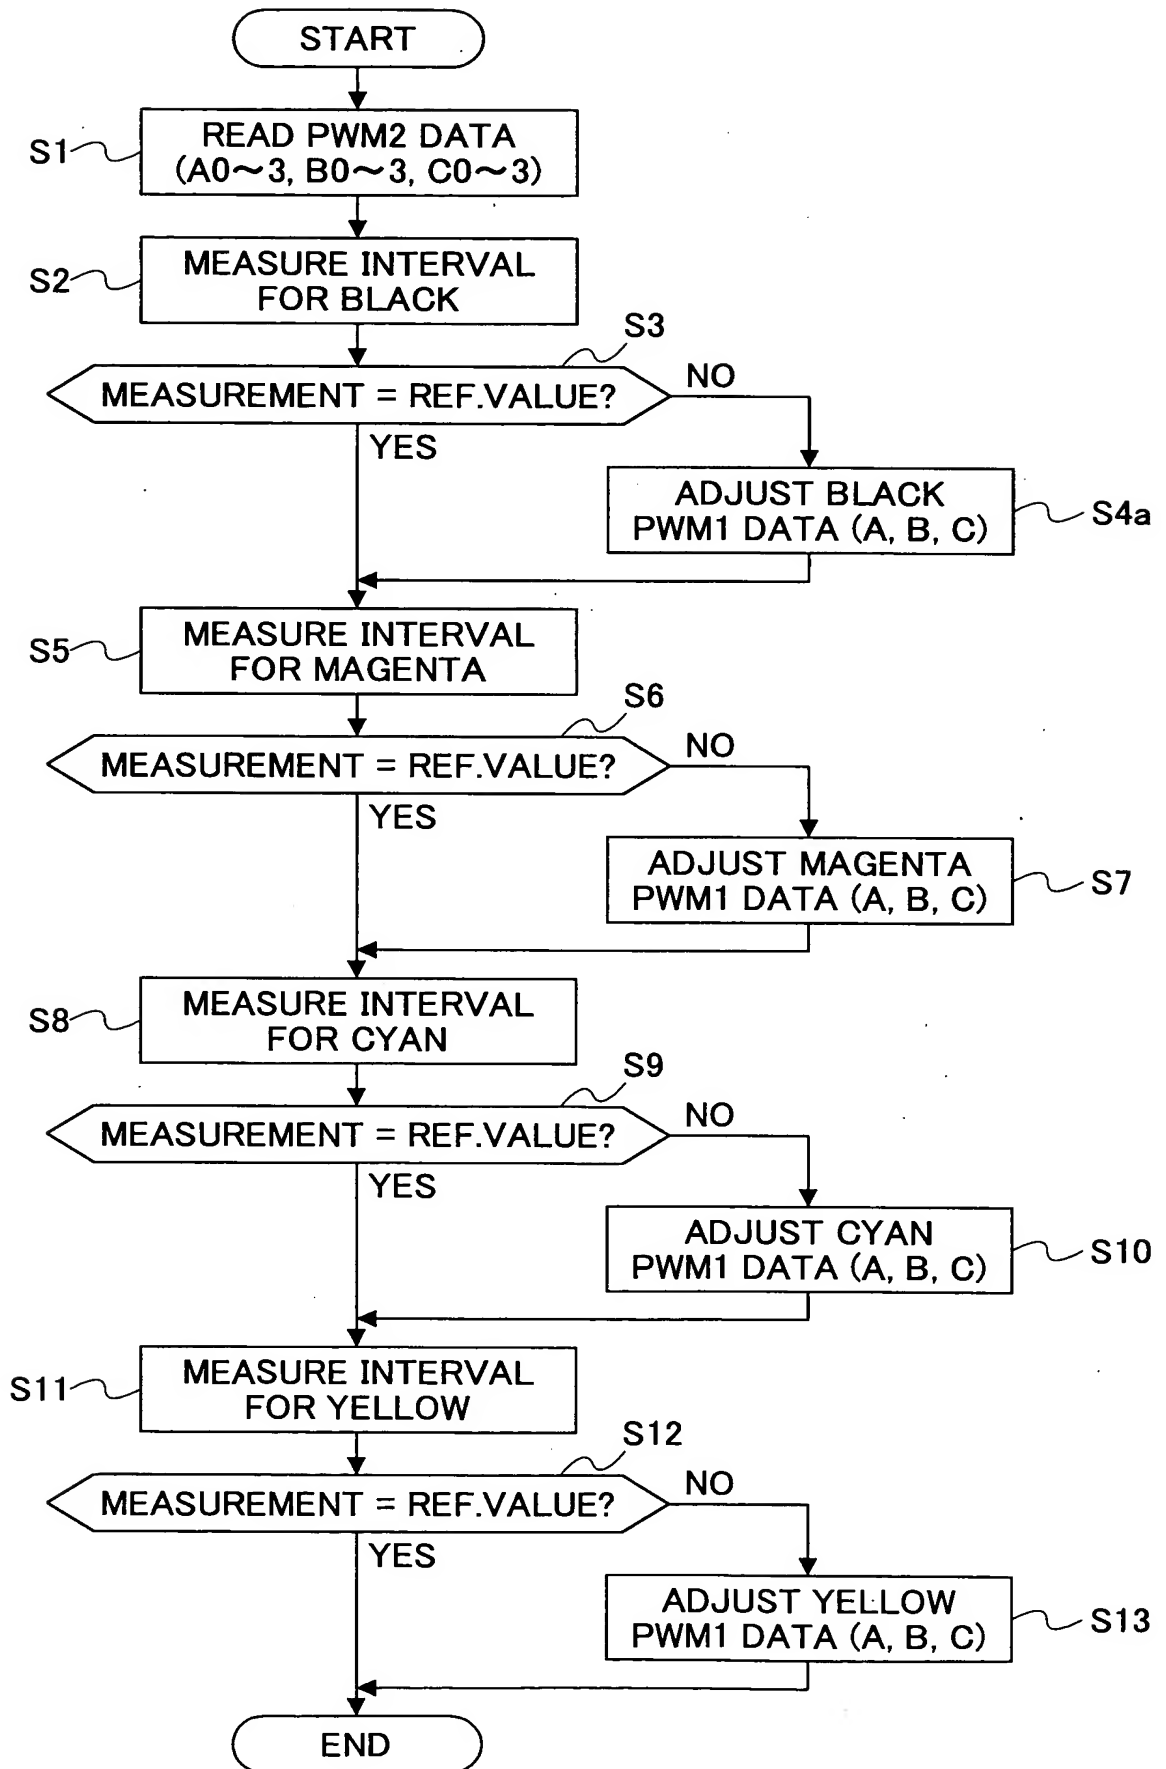 START
S1
READ PWM2 DATA
(A0~3, B0~3, C0~3)
S2
MEASURE INTERVAL
FOR BLACK
S3
MEASUREMENT = REF.VALUE?
NO
YES
ADJUST BLACK
PWM1 DATA (A, B, C)
S4a
S5
MEASURE INTERVAL
FOR MAGENTA
S6
MEASUREMENT = REF.VALUE?
NO
YES
ADJUST MAGENTA
PWM1 DATA (A, B, C)
S7
S8
MEASURE INTERVAL
FOR CYAN
S9
MEASUREMENT = REF.VALUE?
NO
YES
ADJUST CYAN
PWM1 DATA (A, B, C)
S10
S11
MEASURE INTERVAL
FOR YELLOW
S12
MEASUREMENT = REF.VALUE?
NO
YES
ADJUST YELLOW
PWM1 DATA (A, B, C)
S13
END